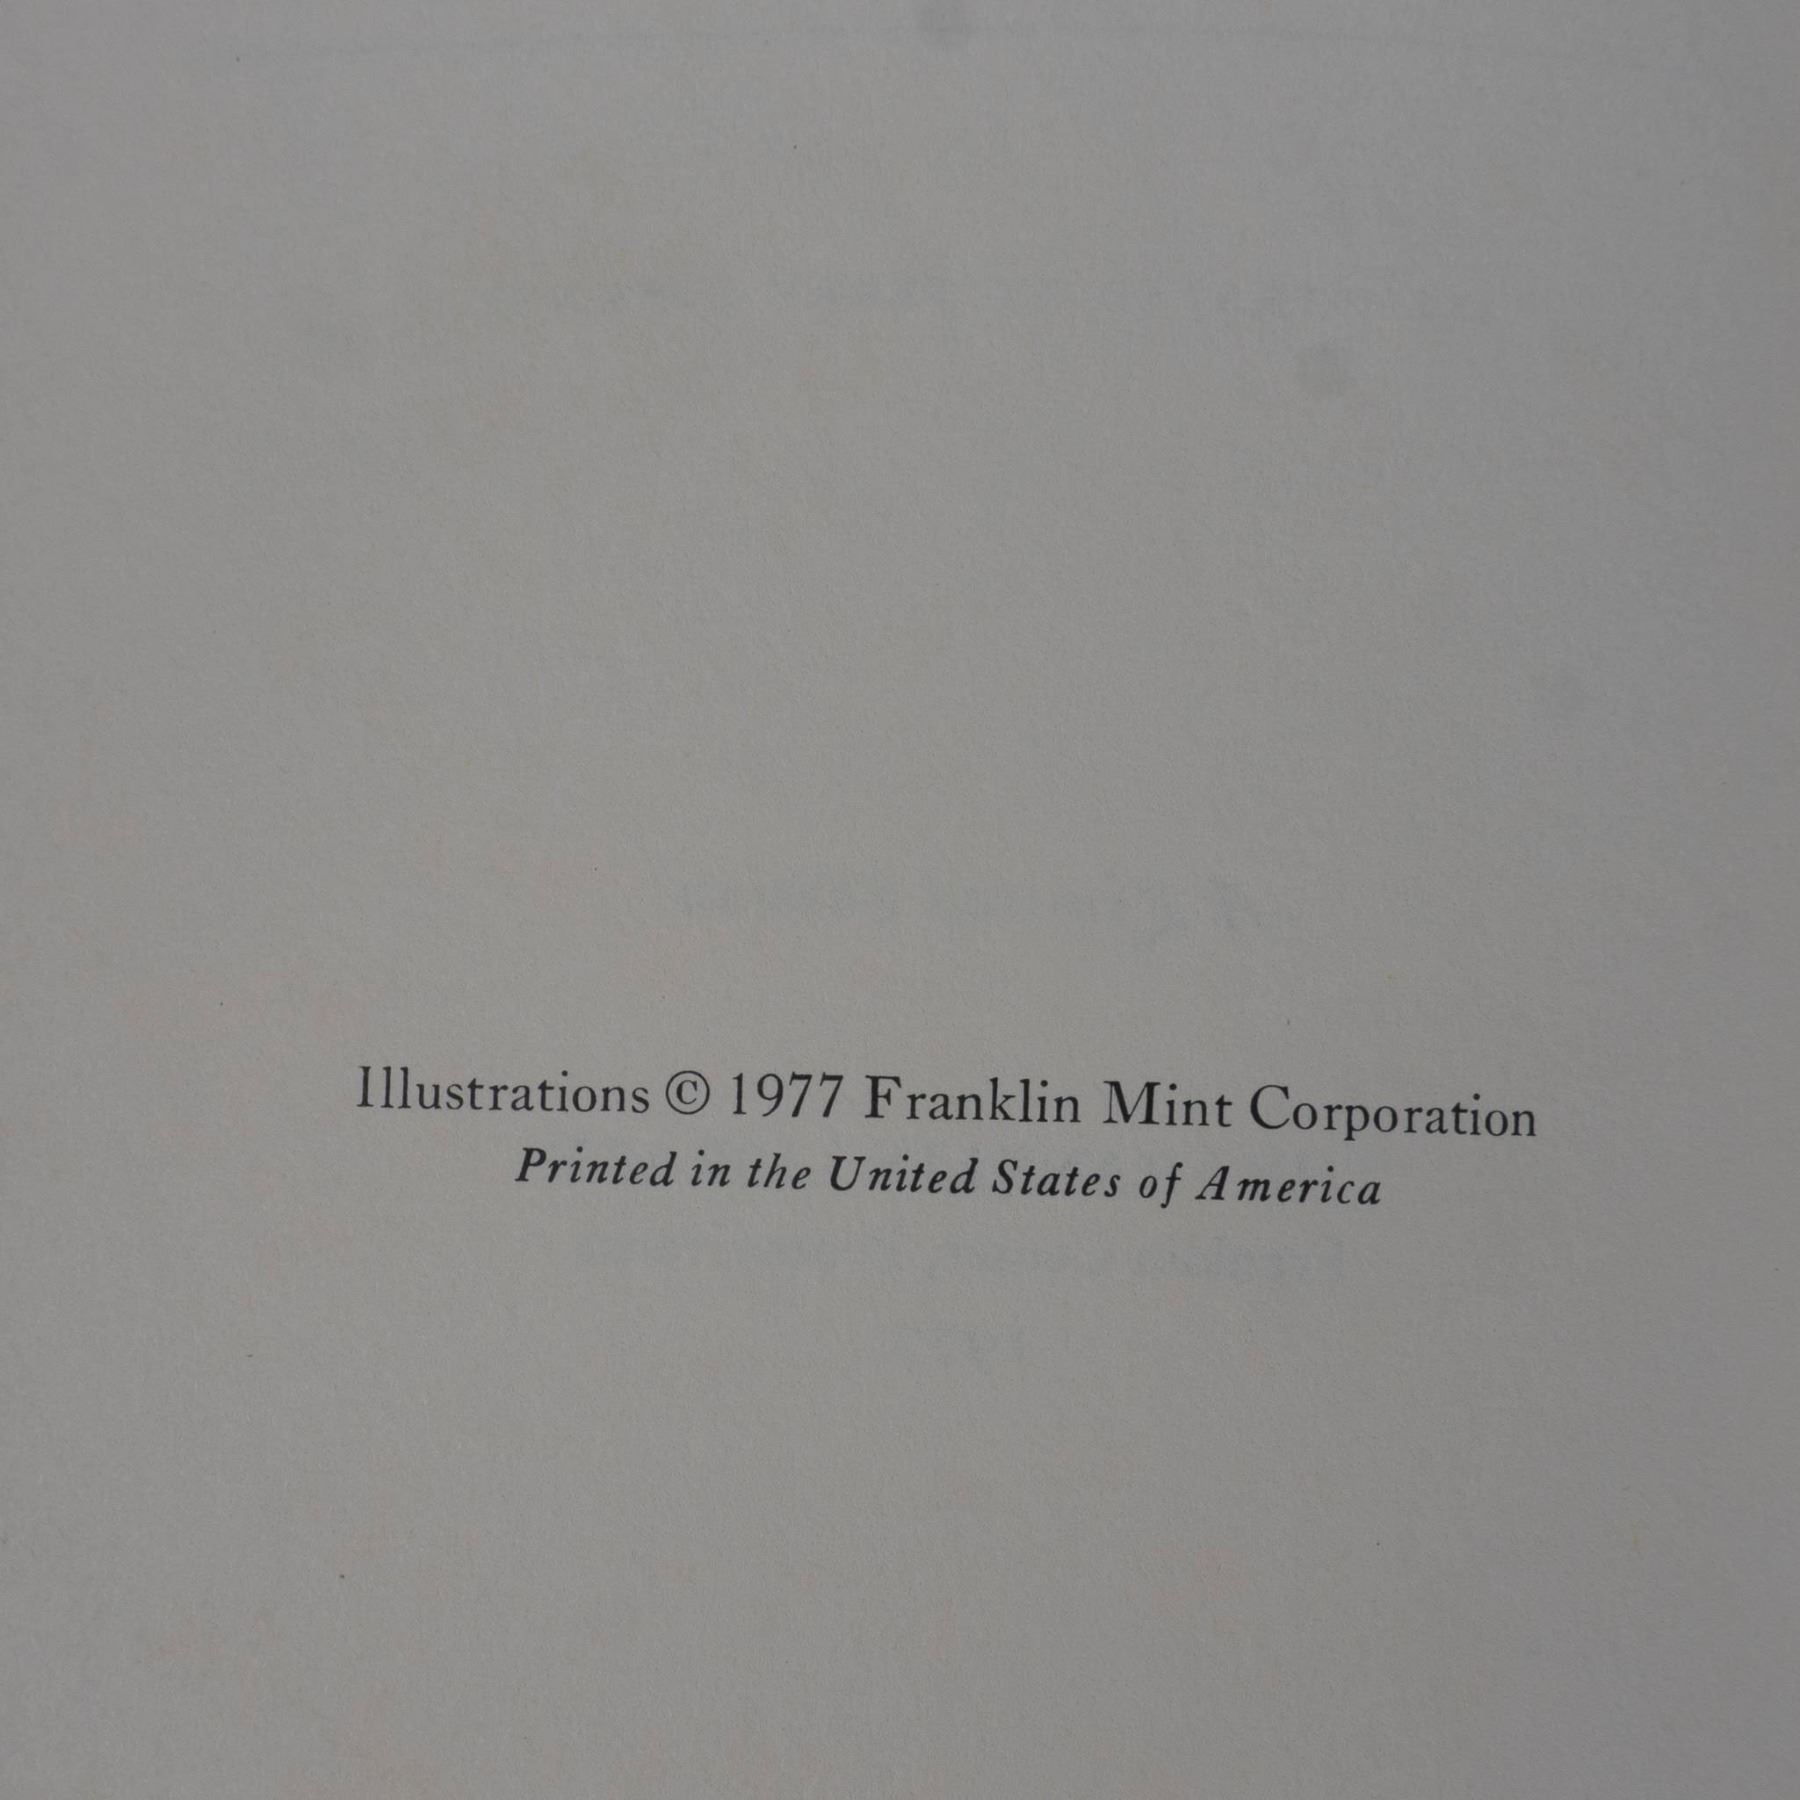 Illustrations © 1977 Franklin Mint Corporation
Printed in the United States of America